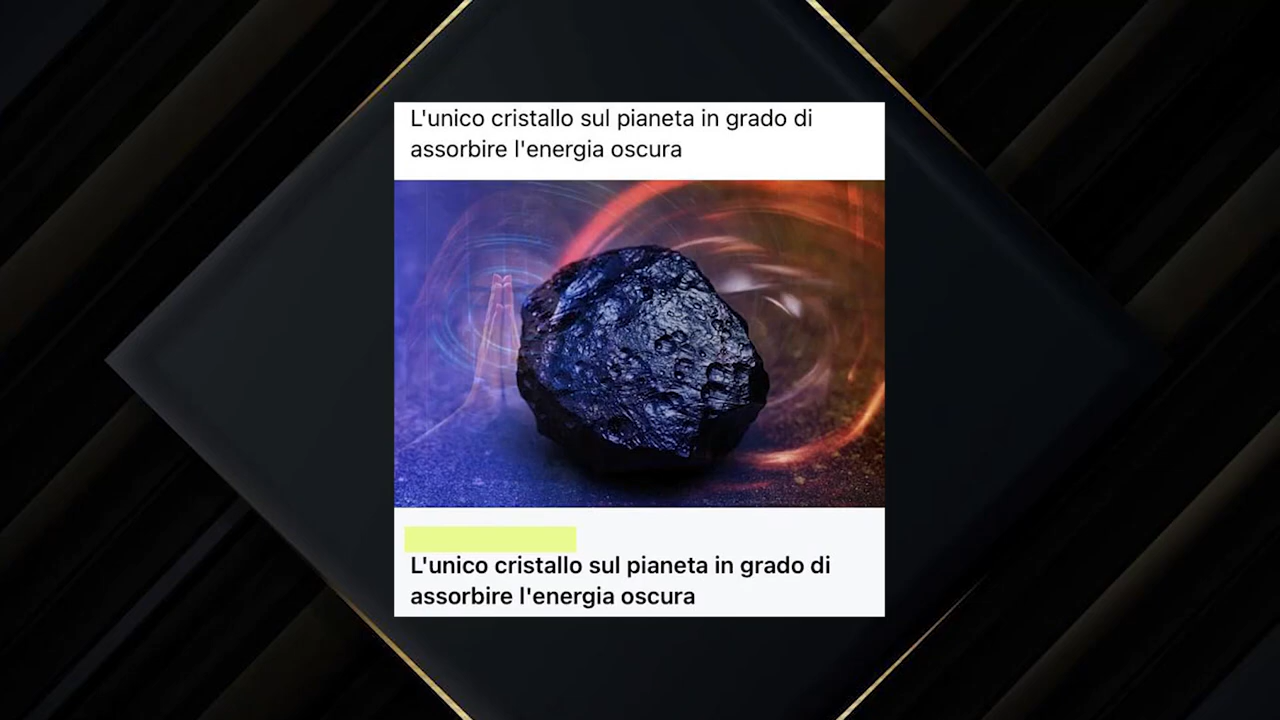 L'unico cristallo sul pianeta in grado di
assorbire l'energia oscura
L'unico cristallo sul pianeta in grado di
assorbire l'energia oscura